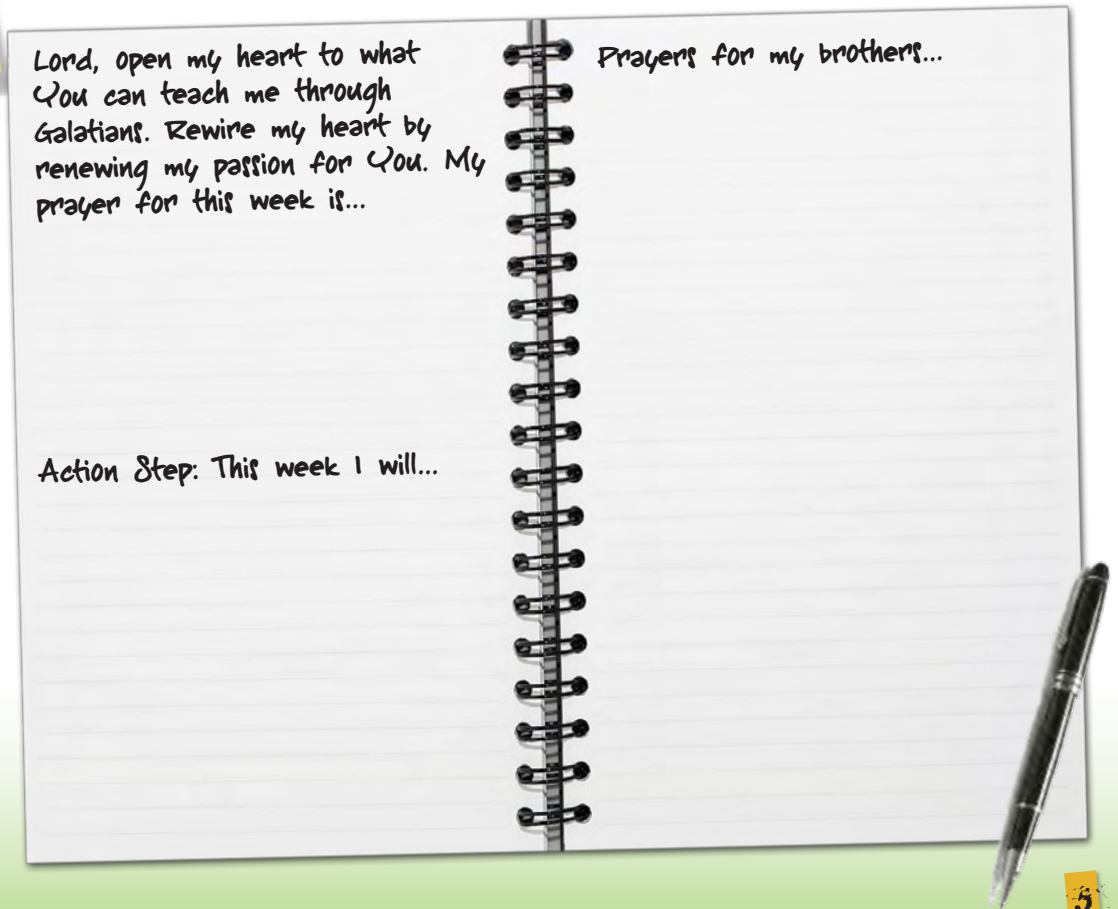 Lord, open my heart to what
You can teach me through
Galatians. Rewire my heart by
renewing my passion for You. My
prayer for this week is...
Action Step: This week I will...
Prayers for my brothers...
5